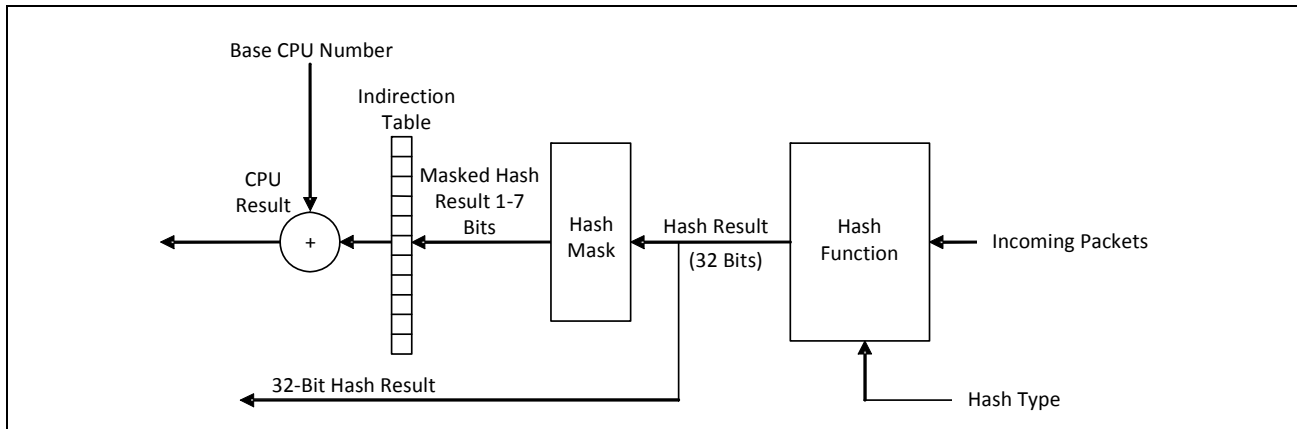 Base CPU Number
Indirection
Table
CPU
Result
+
Masked Hash
Result 1-7
Bits
Hash
Mask
Hash Result
(32 Bits)
Hash
Function
Incoming Packets
32-Bit Hash Result
Hash Type